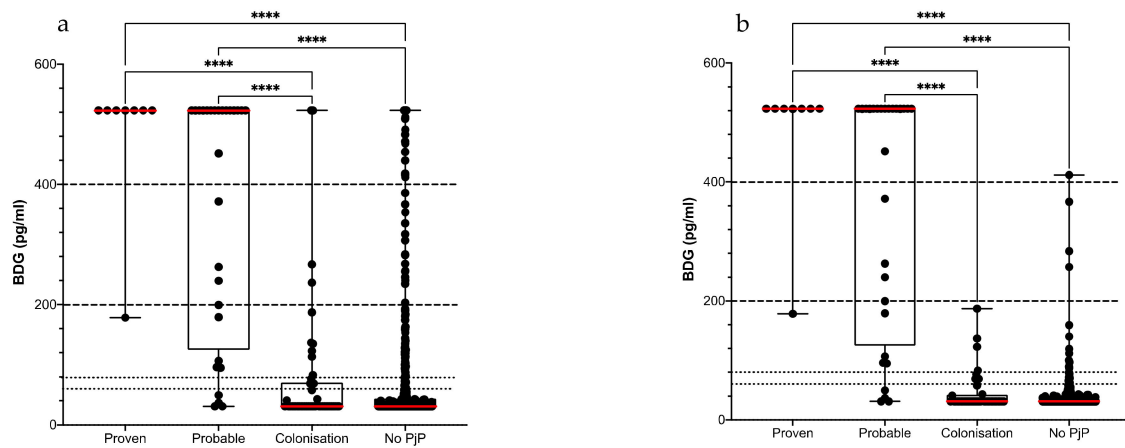 a
****
****
****
****
BDG (pg/ml)
600
400
200
0
Proven Probable Colonisation No PjP
b
****
****
****
****
BDG (pg/ml)
600
400
200
0
Proven Probable Colonisation No PjP